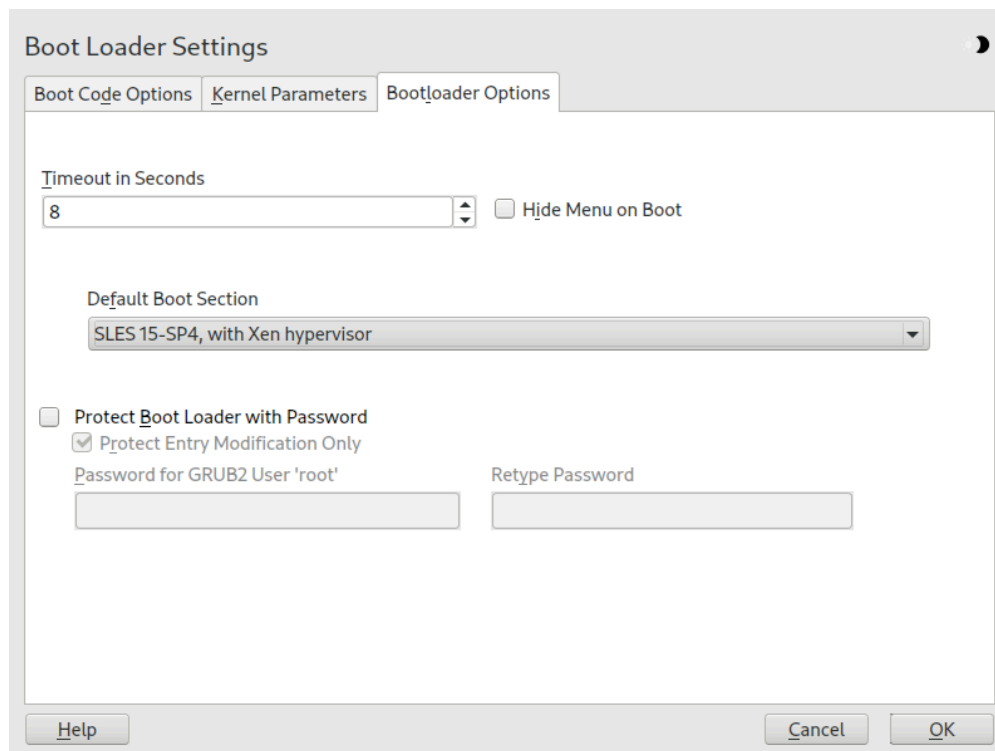 Boot Loader Settings
Boot Code Options Kernel Parameters Bootloader Options
Timeout in Seconds
8 Hide Menu on Boot
Default Boot Section
SLES 15-SP4, with Xen hypervisor
Protect Boot Loader with Password
Protect Entry Modification Only
Password for GRUB2 User 'root' Retype Password
Help Cancel OK